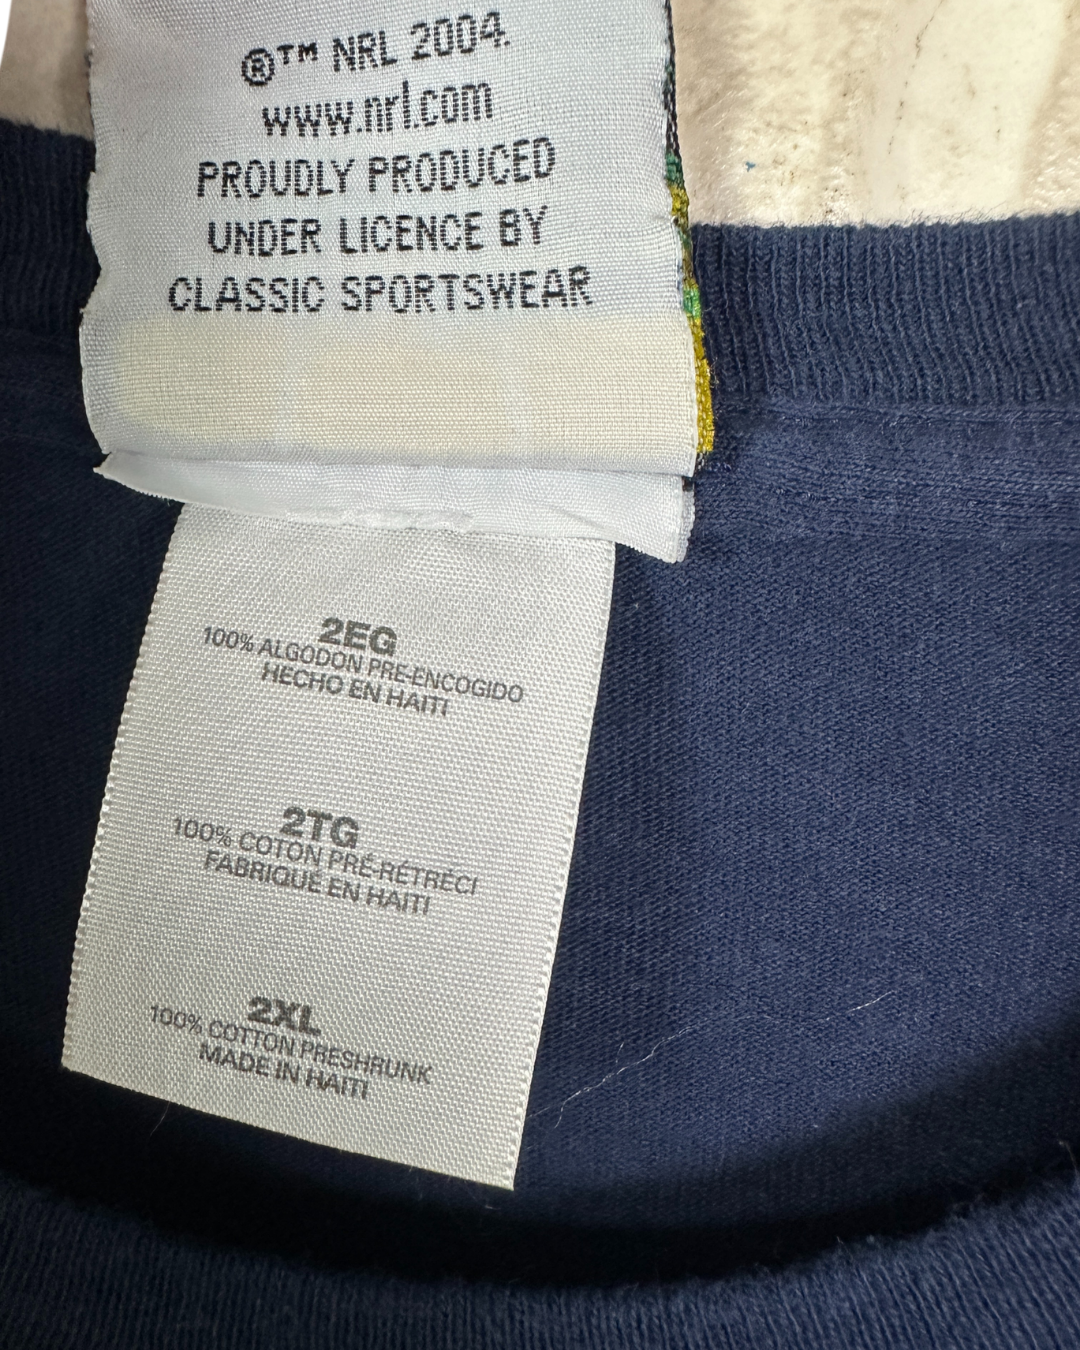 ®™ NRL 2004.
www.nrl.com
PROUDLY PRODUCED
UNDER LICENCE BY
CLASSIC SPORTSWEAR
2EG
100% ALGODON PRE-ENCOGIDO
HECHO EN HAITI
2TG
100% COTON PRÉ-RÉTRÉCI
FABRIQUÉ EN HAITI
2XL
100% COTTON PRESHRUNK
MADE IN HAITI